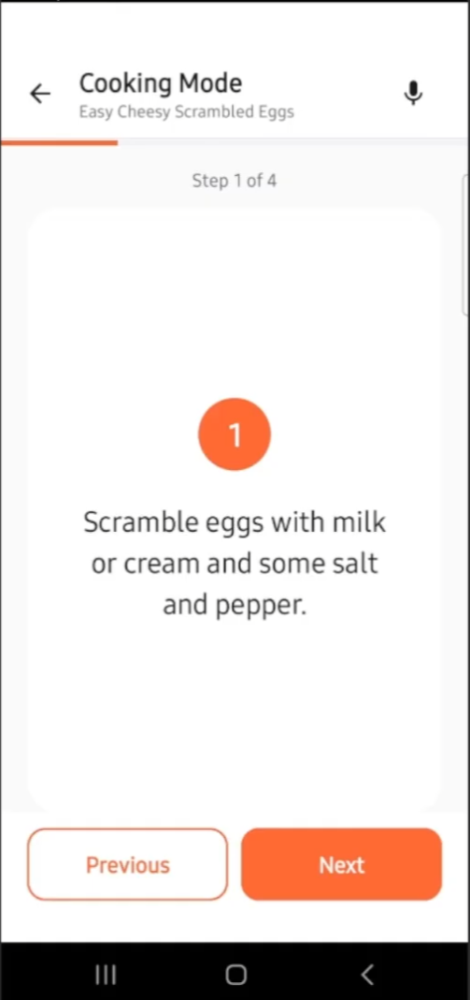 Cooking Mode
Easy Cheesy Scrambled Eggs
Step 1 of 4
1
Scramble eggs with milk
or cream and some salt
and pepper.
Previous
Next